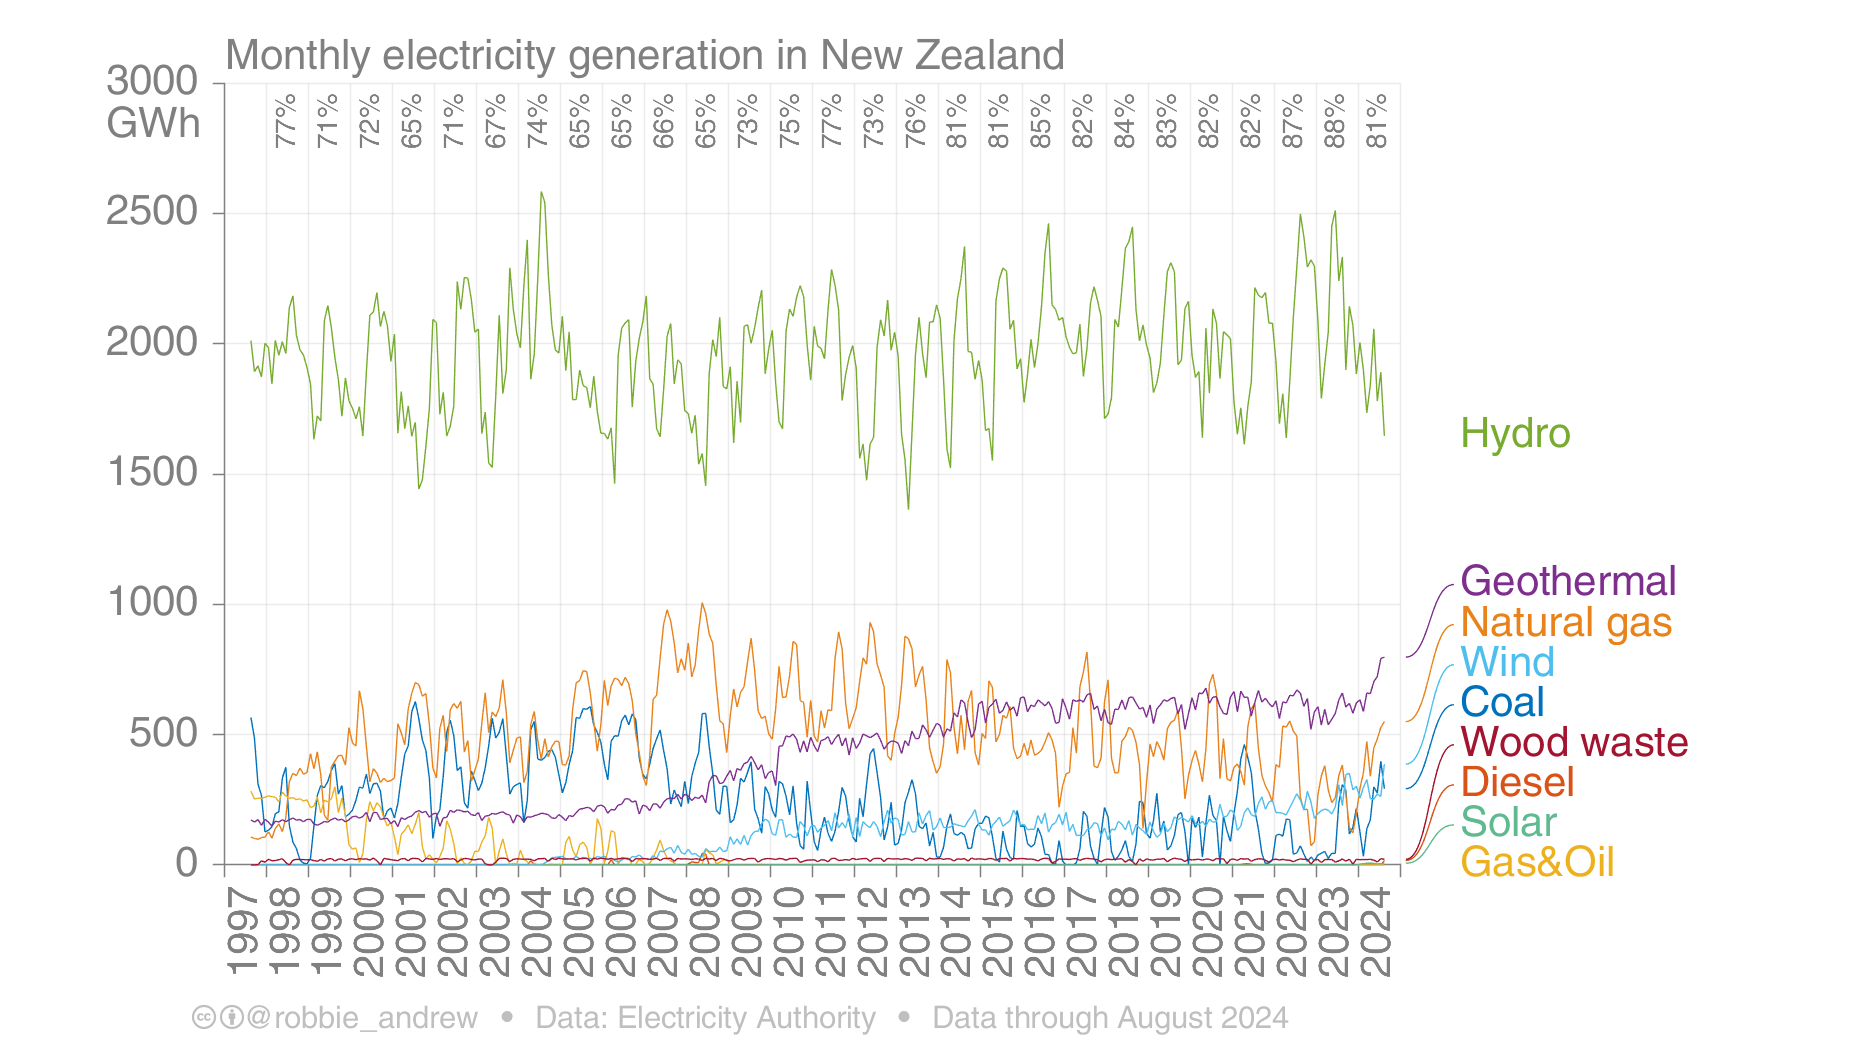 Monthly electricity generation in New Zealand
3000
GWh
2500
2000
1500
1000
500
0
77% 71% 72% 65% 71% 67% 74% 65% 65% 66% 65% 73% 75% 77% 73% 76% 81% 81% 85% 82% 84% 83% 82% 82% 87% 88% 81%
Hydro
Geothermal
Natural gas
Wind
Coal
Wood waste
Diesel
Solar
Gas&Oil
1997 1998 1999 2000 2001 2002 2003 2004 2005 2006 2007 2008 2009 2010 2011 2012 2013 2014 2015 2016 2017 2018 2019 2020 2021 2022 2023 2024
cc @robbie_andrew • Data: Electricity Authority • Data through August 2024